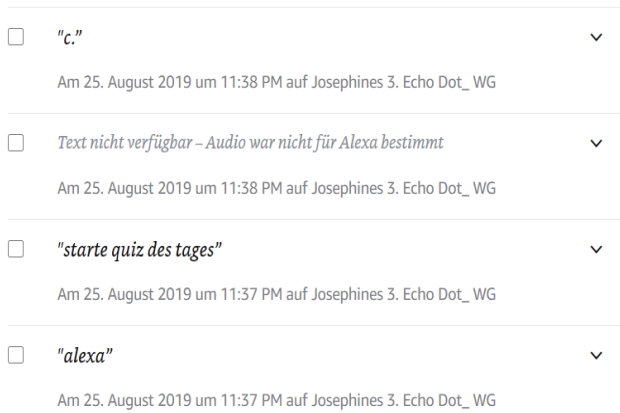 "c."
Am 25. August 2019 um 11:38 PM auf Josephines 3. Echo Dot_ WG
Text nicht verfügbar – Audio war nicht für Alexa bestimmt
Am 25. August 2019 um 11:38 PM auf Josephines 3. Echo Dot_ WG
"starte quiz des tages”
Am 25. August 2019 um 11:37 PM auf Josephines 3. Echo Dot_ WG
"alexa”
Am 25. August 2019 um 11:37 PM auf Josephines 3. Echo Dot_ WG